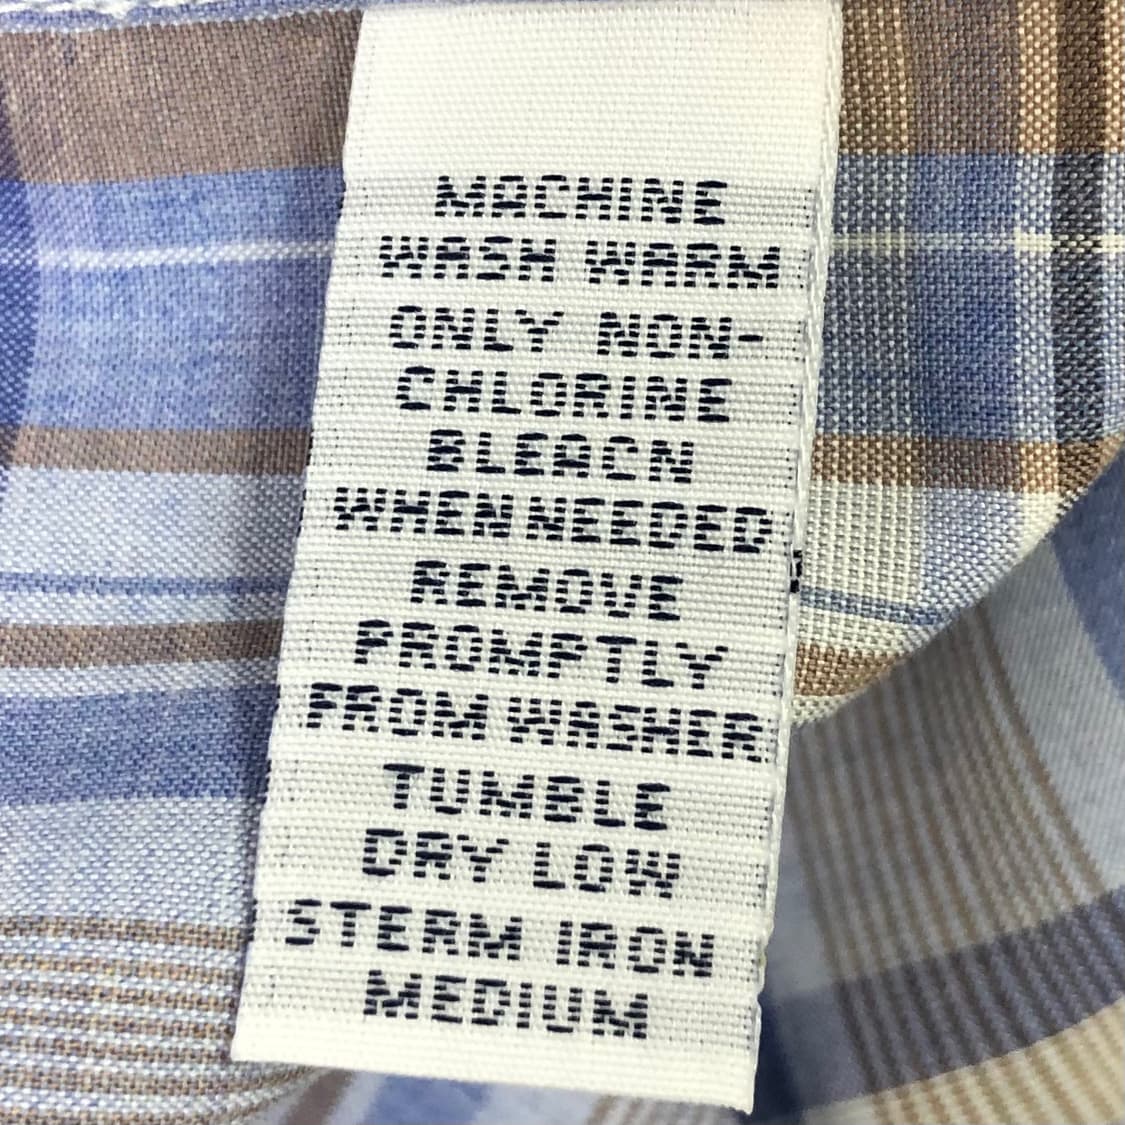 MACHINE
WASH WARM
ONLY NON-
CHLORINE
BLEACN
WHEN NEEDED
REMOVE
PROMPTLY
FROM WASHER
TUMBLE
DRY LOW
STERM IRON
MEDIUM